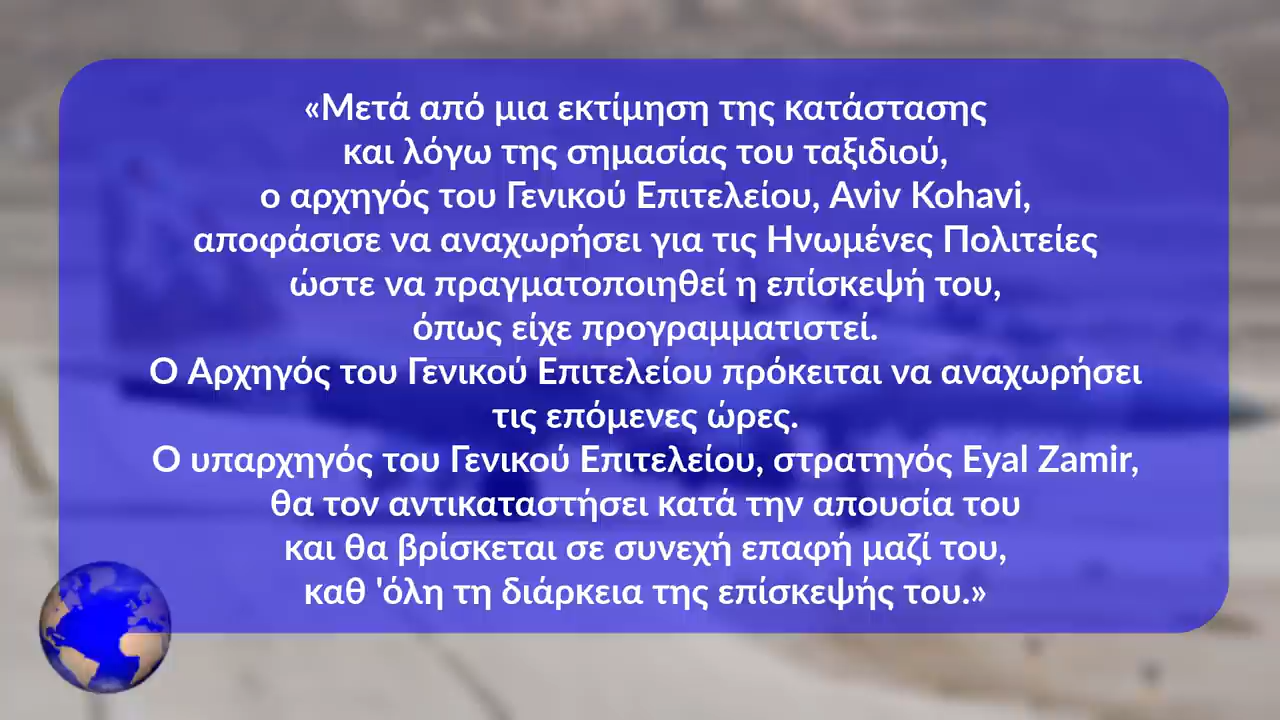 «Μετά από μια εκτίμηση της κατάστασης
και λόγω της σημασίας του ταξιδιού,
ο αρχηγός του Γενικού Επιτελείου, Aviv Kohavi,
αποφάσισε να αναχωρήσει για τις Ηνωμένες Πολιτείες
ώστε να πραγματοποιηθεί η επίσκεψή του,
όπως είχε προγραμματιστεί.
Ο Αρχηγός του Γενικού Επιτελείου πρόκειται να αναχωρήσει
τις επόμενες ώρες.
Ο υπαρχηγός του Γενικού Επιτελείου, στρατηγός Eyal Zamir,
θα τον αντικαταστήσει κατά την απουσία του
και θα βρίσκεται σε συνεχή επαφή μαζί του,
καθ 'όλη τη διάρκεια της επίσκεψής του.»